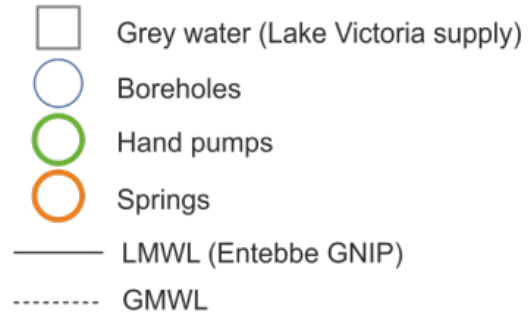 Grey water (Lake Victoria supply)
Boreholes
Hand pumps
Springs
LMWL (Entebbe GNIP)
GMWL